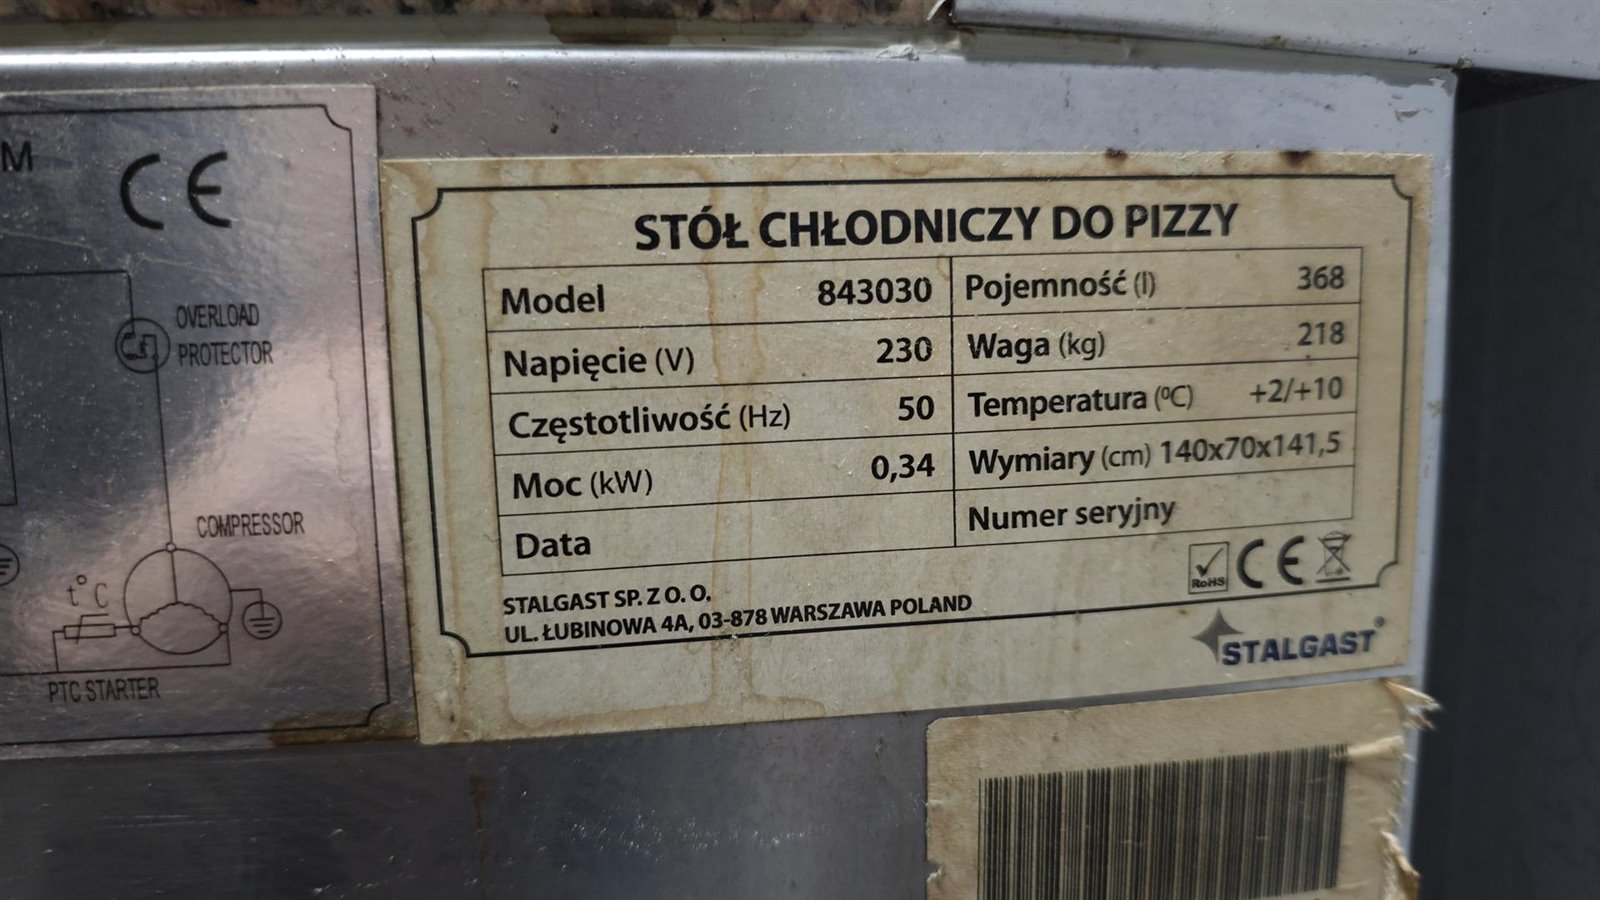 M
CE
OVERLOAD
PROTECTOR
COMPRESSOR
t°C
PTC STARTER
STÓŁ CHŁODNICZY DO PIZZY
Model 843030
Napięcie (V) 230
Częstotliwość (Hz) 50
Moc (kW) 0,34
Data
Pojemność (l) 368
Waga (kg) 218
Temperatura (ºC) +2/+10
Wymiary (cm) 140x70x141,5
Numer seryjny
STALGAST SP. Z O. O.
UL. ŁUBINOWA 4A, 03-878 WARSZAWA POLAND
RoHS CE
STALGAST®